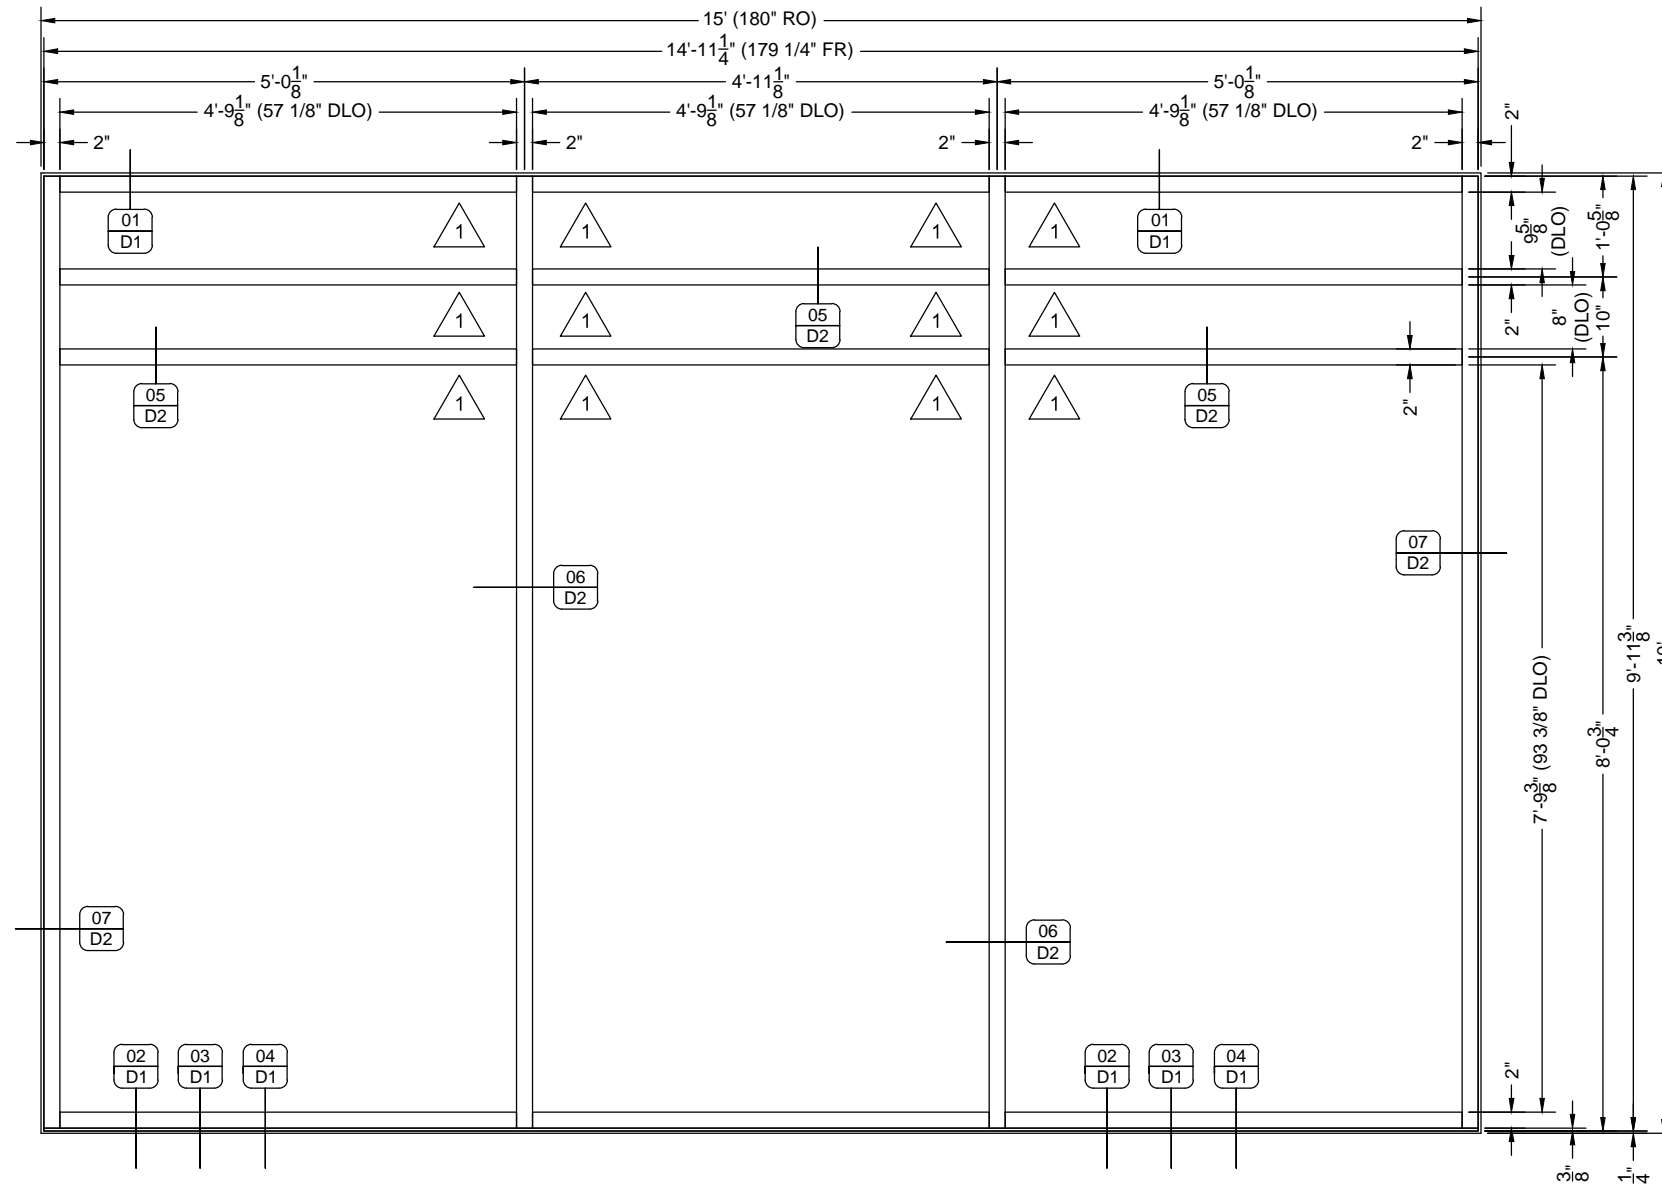 15' (180" RO)
14'-11 1/4" (179 1/4" FR)
5'-0 1/8" 4'-11 1/8" 5'-0 1/8"
4'-9 1/8" (57 1/8" DLO) 4'-9 1/8" (57 1/8" DLO) 4'-9 1/8" (57 1/8" DLO)
2" 2" 2" 2"
2"
01 D1
1 1 1 1
01 D1
9 5/8" (DLO)
1'-0 5/8"
05 D2
1 1 1 1
2"
8" (DLO)
10"
05 D2
1 1 1 1
05 D2
2"
07 D2
06 D2
7'-9 3/8" (93 3/8" DLO)
8'-0 3/4"
9'-11 3/8"
07 D2
06 D2
02 D1
03 D1
04 D1
02 D1
03 D1
04 D1
2"
3/8"
1/4"